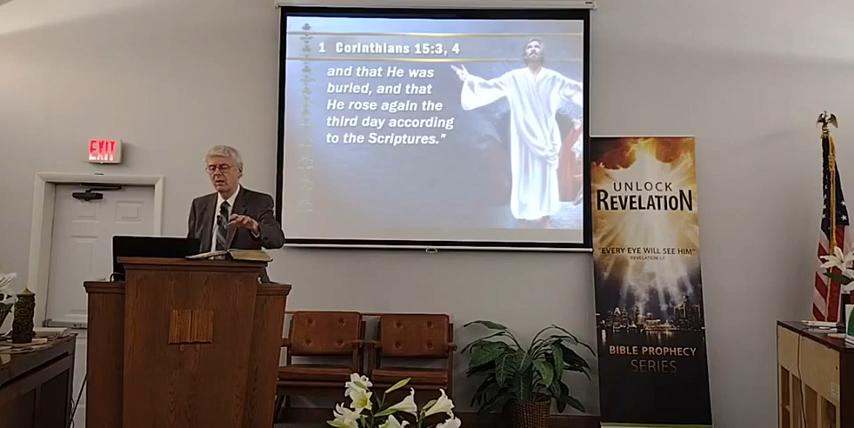 1 Corinthians 15:3, 4
and that He was
buried, and that
He rose again the
third day according
to the Scriptures."
EXIT
UNLOCK
REVELATION
"EVERY EYE WILL SEE HIM"
REVELATION 1:7
BIBLE PROPHECY
SERIES